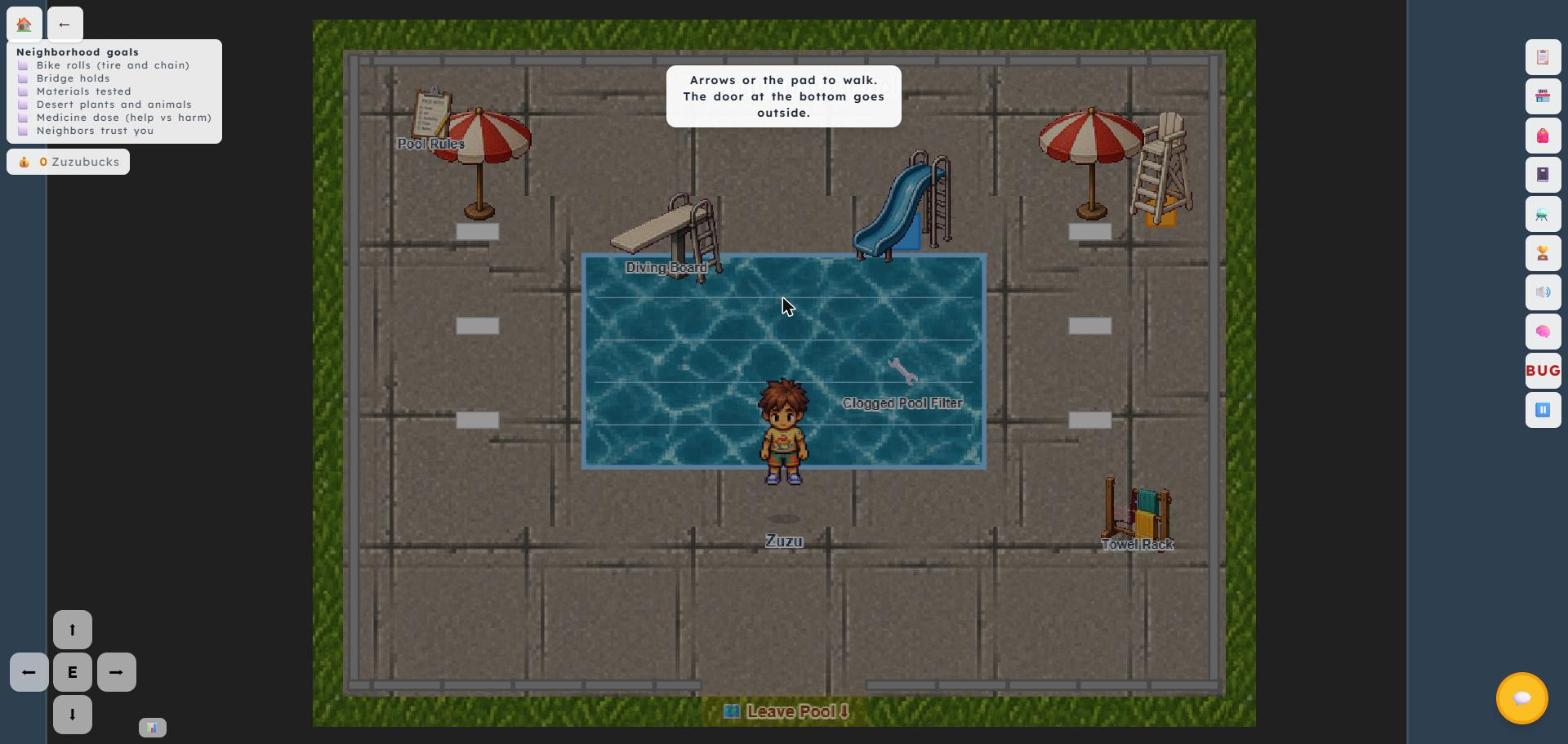 Neighborhood goals
Bike rolls (tire and chain)
Bridge holds
Materials tested
Desert plants and animals
Medicine dose (help vs harm)
Neighbors trust you
0 Zuzubucks
Arrows or the pad to walk.
The door at the bottom goes
outside.
Pool Rules
Diving Board
Clogged Pool Filter
Zuzu
Towel Rack
Leave Pool ⬇
BUG
E